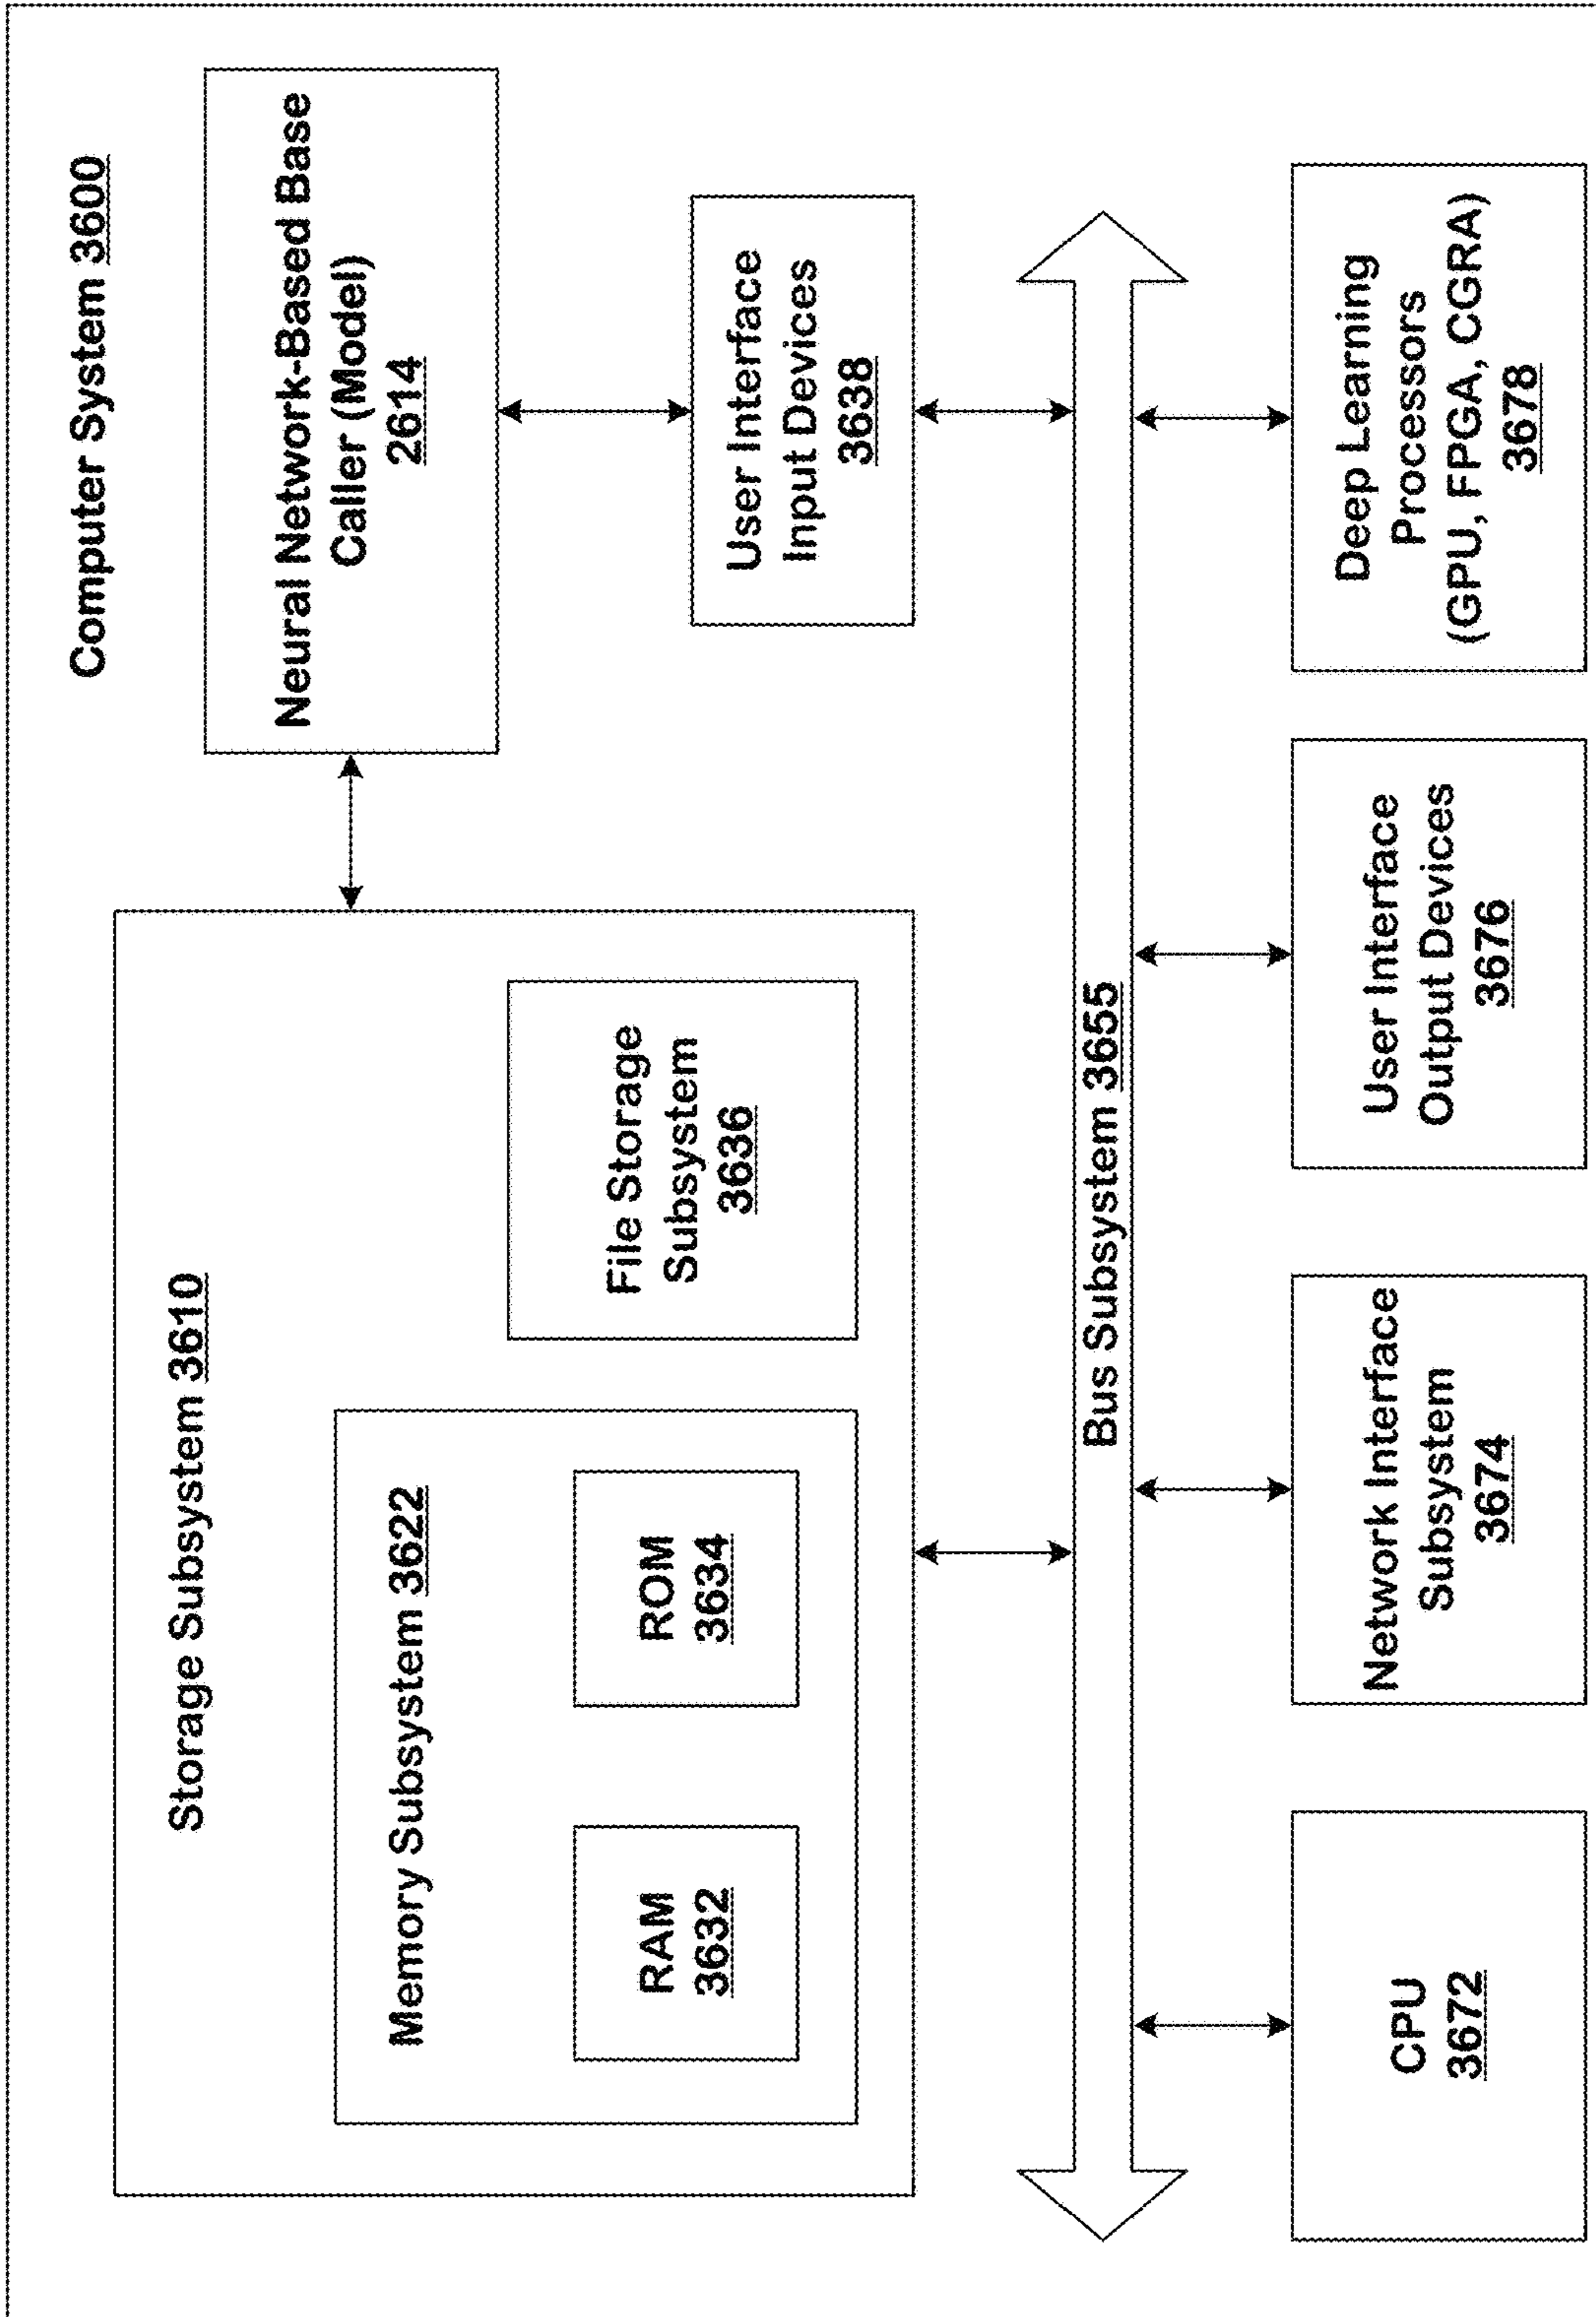 Computer System 3600
Storage Subsystem 3610
Memory Subsystem 3622
RAM
3632
ROM
3634
File Storage
Subsystem
3636
Neural Network-Based Base
Caller (Model)
2614
User Interface
Input Devices
3638
Bus Subsystem 3655
CPU
3672
Network Interface
Subsystem
3674
User Interface
Output Devices
3676
Deep Learning
Processors
(GPU, FPGA, CGRA)
3678